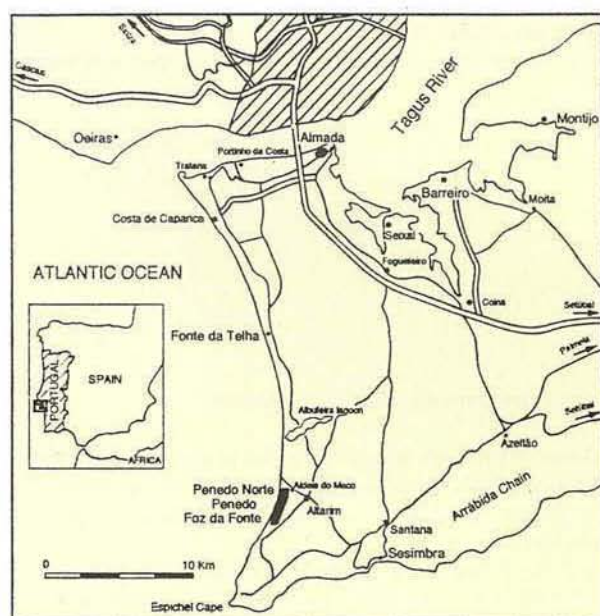 Sintra
Cascais
Oeiras
Tagus River
Montijo
Almada
Portinho da Costa
Trafaria
Barreiro
Moita
Costa de Caparica
Seixal
Fogueteiro
ATLANTIC OCEAN
Coina
Setúbal
Fonte da Telha
Palmela
PORTUGAL
SPAIN
AFRICA
Albufeira lagoon
Setúbal
Azeitão
Penedo Norte
Penedo
Foz da Fonte
Aldeia do Meco
Alfarim
Arrábida Chain
Santana
Sesimbra
0 10 Km
Espichel Cape